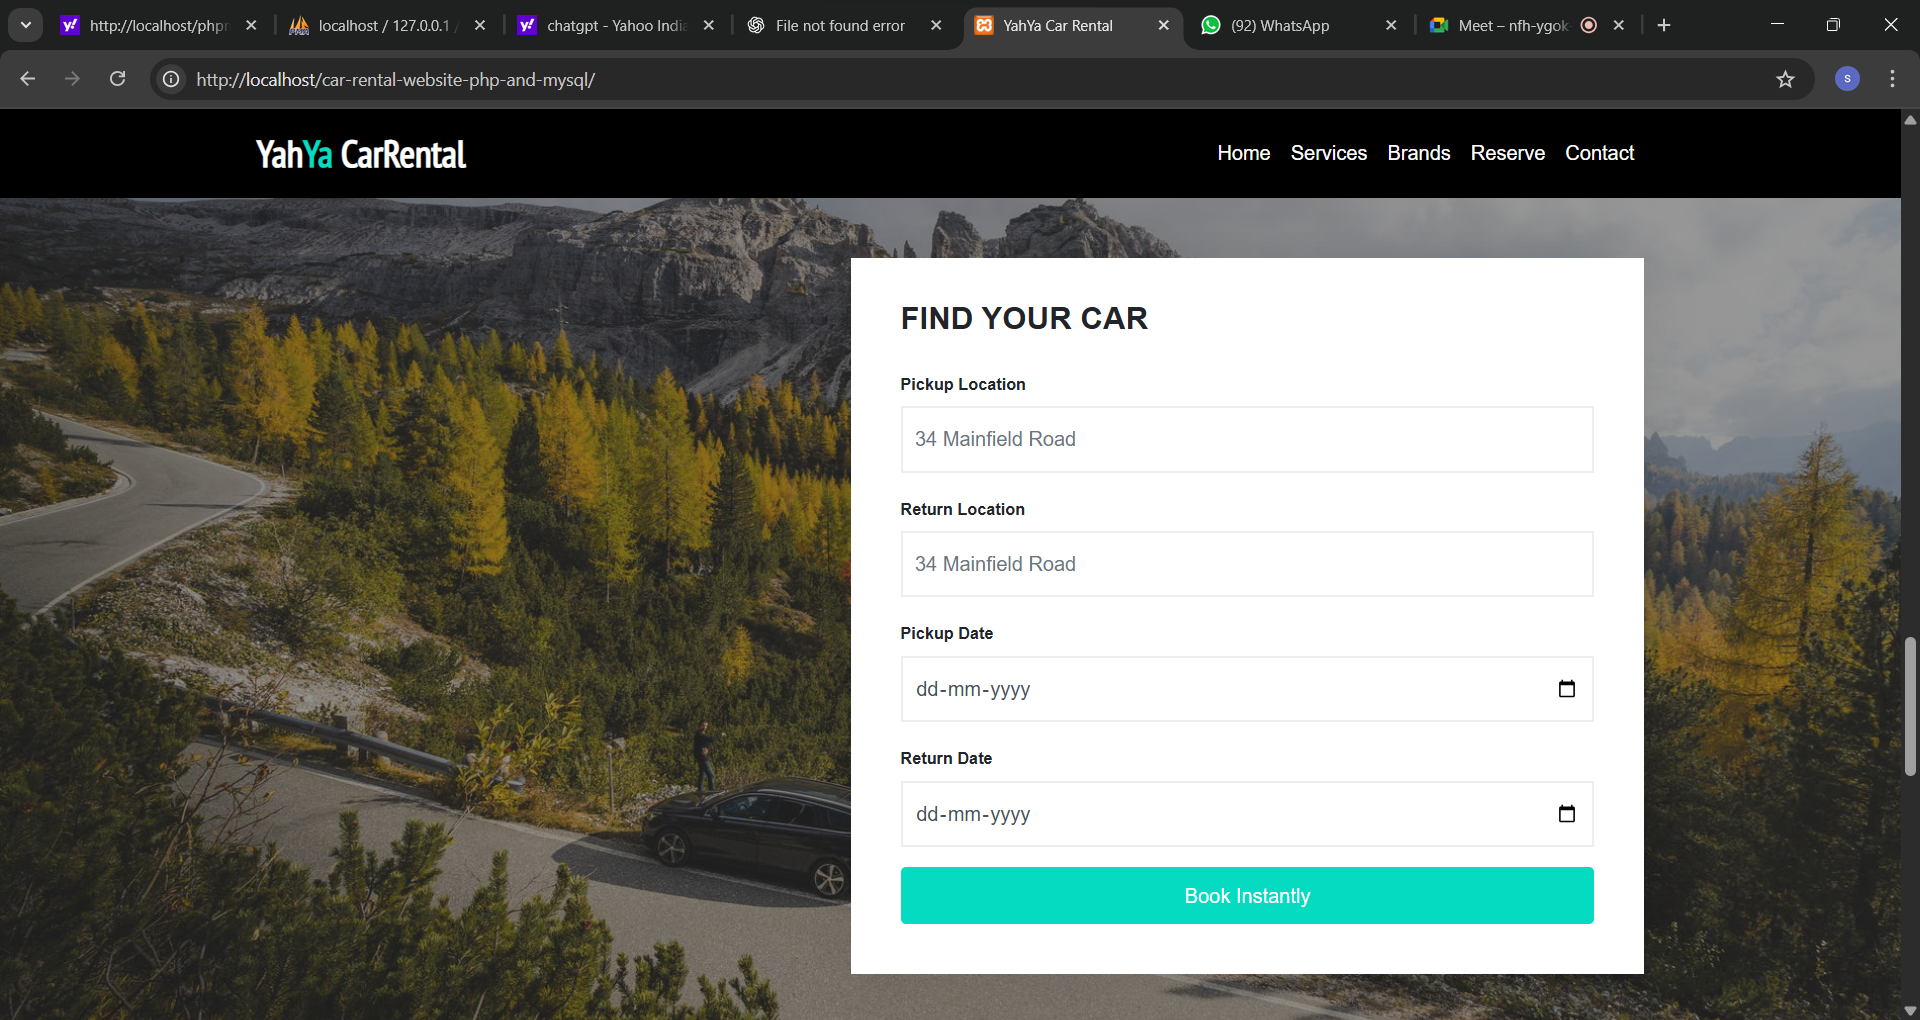 http://localhost/phpn
localhost / 127.0.0.1 /
chatgpt - Yahoo India
File not found error
YahYa Car Rental
(92) WhatsApp
Meet – nfh-ygok-
http://localhost/car-rental-website-php-and-mysql/
S
YahYa CarRental
Home Services Brands Reserve Contact
FIND YOUR CAR
Pickup Location
34 Mainfield Road
Return Location
34 Mainfield Road
Pickup Date
dd-mm-yyyy
Return Date
dd-mm-yyyy
Book Instantly